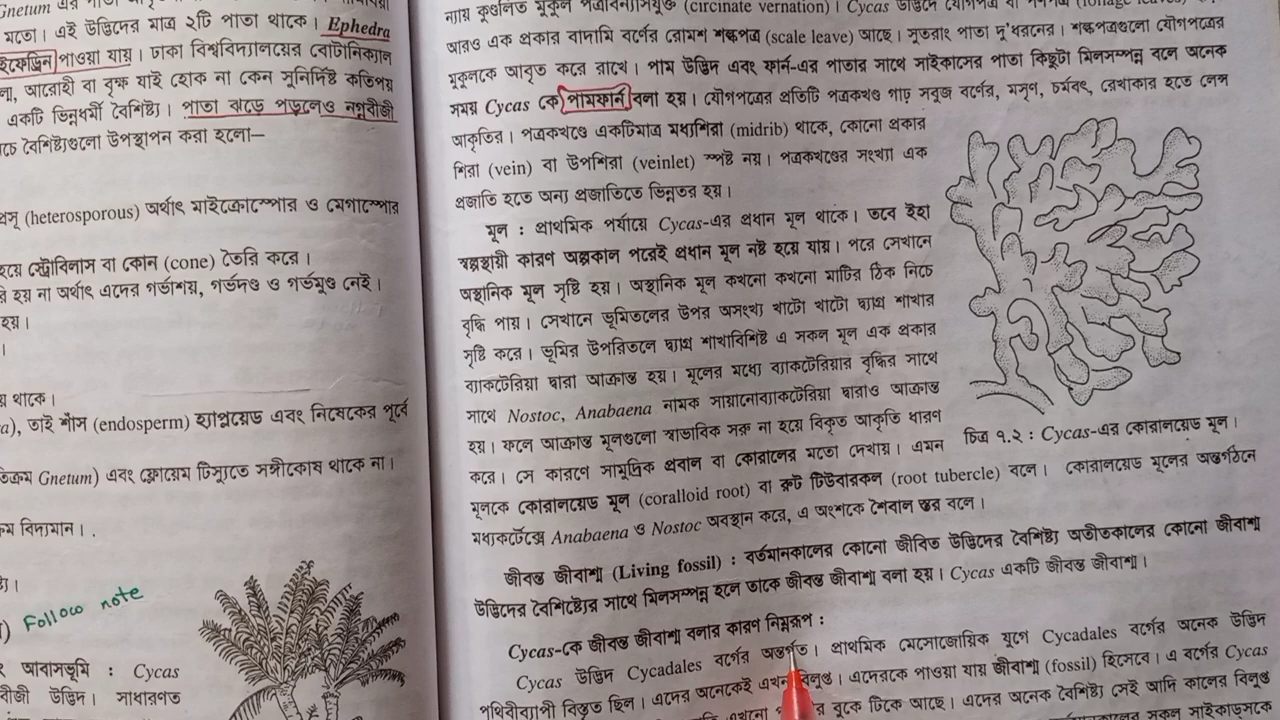 Gnetum এর পাতা
মতো। এই উদ্ভিদের মাত্র ২টি পাতা থাকে। Ephedra
পাওয়া যায়। ঢাকা বিশ্ববিদ্যালয়ের বোটানিক্যাল
আরোহী বা বৃক্ষ যাই হোক না কেন সুনির্দিষ্ট কতিপয়
একটি ভিন্নধর্মী বৈশিষ্ট্য। পাতা ঝড়ে পড়লেও নগ্নবীজী
বৈশিষ্ট্যগুলো উপস্থাপন করা হলো—
(heterosporous) অর্থাৎ মাইক্রোস্পোর ও মেগাস্পোর
হয়ে স্ট্রোবিলাস বা কোন (cone) তৈরি করে।
হয় না অর্থাৎ এদের গর্ভাশয়, গর্ভদণ্ড ও গর্ভমুণ্ড নেই।
হয়।
থাকে।
তাই শাঁস (endosperm) হ্যাপ্লয়েড এবং নিষেকের পূর্বে
Gnetum) এবং ফ্লোয়েম টিস্যুতে সঙ্গীকোষ থাকে না।
বিদ্যমান।
Follow note
আবাসভূমি : Cycas
উদ্ভিদ। সাধারণত
ন্যায় কুণ্ডলিত মুকুল পত্রবিন্যাসযুক্ত (circinate vernation)। Cycas উদ্ভিদে যৌগপত্র বা
আরও এক প্রকার বাদামি বর্ণের রোমশ শল্কপত্র (scale leave) আছে। সুতরাং পাতা দু'ধরনের। শল্কপত্রগুলো যৌগপত্রের
মুকুলকে আবৃত করে রাখে। পাম উদ্ভিদ এবং ফার্ন-এর পাতার সাথে সাইকাসের পাতা কিছুটা মিলসম্পন্ন বলে অনেক
সময় Cycas কে পামফার্ন বলা হয়। যৌগপত্রের প্রতিটি পত্রকখণ্ড গাঢ় সবুজ বর্ণের, মসৃণ, চর্মবৎ, রেখাকার হতে লেন্স
আকৃতির। পত্রকখণ্ডে একটিমাত্র মধ্যশিরা (midrib) থাকে, কোনো প্রকার
শিরা (vein) বা উপশিরা (veinlet) স্পষ্ট নয়। পত্রকখণ্ডের সংখ্যা এক
প্রজাতি হতে অন্য প্রজাতিতে ভিন্নতর হয়।
মূল : প্রাথমিক পর্যায়ে Cycas-এর প্রধান মূল থাকে। তবে ইহা
স্বল্পস্থায়ী কারণ অল্পকাল পরেই প্রধান মূল নষ্ট হয়ে যায়। পরে সেখানে
অস্থানিক মূল সৃষ্টি হয়। অস্থানিক মূল কখনো কখনো মাটির ঠিক নিচে
বৃদ্ধি পায়। সেখানে ভূমিতলের উপর অসংখ্য খাটো খাটো দ্ব্যগ্র শাখার
সৃষ্টি করে। ভূমির উপরিতলে দ্ব্যগ্র শাখাবিশিষ্ট এ সকল মূল এক প্রকার
ব্যাকটেরিয়া দ্বারা আক্রান্ত হয়। মূলের মধ্যে ব্যাকটেরিয়ার বৃদ্ধির সাথে
সাথে Nostoc, Anabaena নামক সায়ানোব্যাকটেরিয়া দ্বারাও আক্রান্ত
হয়। ফলে আক্রান্ত মূলগুলো স্বাভাবিক সরু না হয়ে বিকৃত আকৃতি ধারণ
করে। সে কারণে সামুদ্রিক প্রবাল বা কোরালের মতো দেখায়। এমন
চিত্র ৭.২ : Cycas-এর কোরালয়েড মূল।
মূলকে কোরালয়েড মূল (coralloid root) বা রুট টিউবারকল (root tubercle) বলে। কোরালয়েড মূলের অন্তর্গঠনে
মধ্যকর্টেক্সে Anabaena ও Nostoc অবস্থান করে, এ অংশকে শৈবাল স্তর বলে।
জীবন্ত জীবাশ্ম (Living fossil) : বর্তমানকালের কোনো জীবিত উদ্ভিদের বৈশিষ্ট্য অতীতকালের কোনো জীবাশ্ম
উদ্ভিদের বৈশিষ্ট্যের সাথে মিলসম্পন্ন হলে তাকে জীবন্ত জীবাশ্ম বলা হয়। Cycas একটি জীবন্ত জীবাশ্ম।
Cycas-কে জীবন্ত জীবাশ্ম বলার কারণ নিম্নরূপ :
Cycas উদ্ভিদ Cycadales বর্গের অন্তর্গত। প্রাথমিক মেসোজোয়িক যুগে Cycadales বর্গের অনেক উদ্ভিদ
পৃথিবীব্যাপী বিস্তৃত ছিল। এদের অনেকেই এখন বিলুপ্ত। এদেরকে পাওয়া যায় জীবাশ্ম (fossil) হিসেবে। এ বর্গের Cycas
বুকে টিকে আছে। এদের অনেক বৈশিষ্ট্য সেই আদি কালের বিলুপ্ত